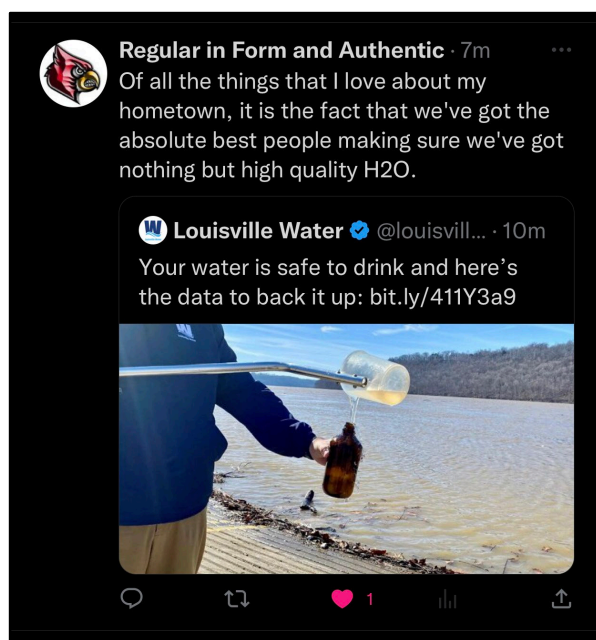 Regular in Form and Authentic · 7m
Of all the things that I love about my
hometown, it is the fact that we've got the
absolute best people making sure we've got
nothing but high quality H2O.
Louisville Water @louisvill... · 10m
Your water is safe to drink and here’s
the data to back it up: bit.ly/411Y3a9
1